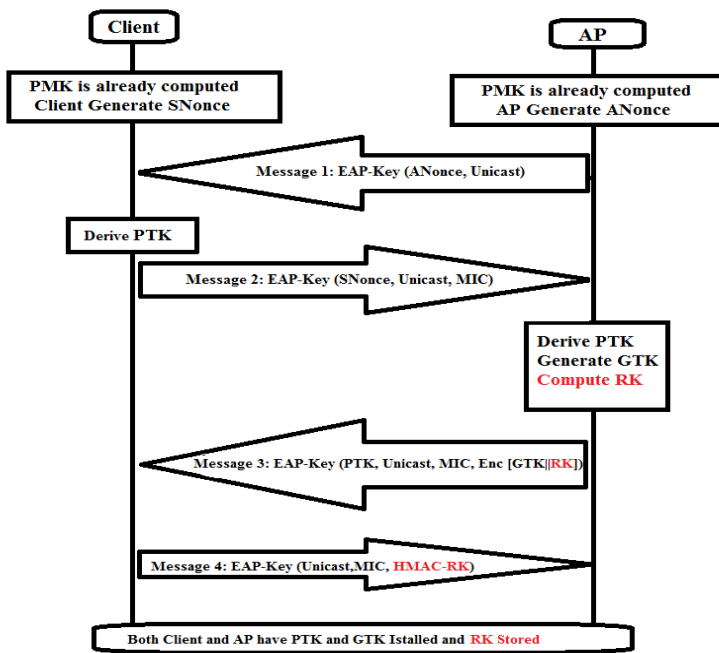 Client
AP
PMK is already computed
Client Generate SNonce
PMK is already computed
AP Generate ANonce
Message 1: EAP-Key (ANonce, Unicast)
Derive PTK
Message 2: EAP-Key (SNonce, Unicast, MIC)
Derive PTK
Generate GTK
Compute RK
Message 3: EAP-Key (PTK, Unicast, MIC, Enc [GTK||RK])
Message 4: EAP-Key (Unicast,MIC, HMAC-RK)
Both Client and AP have PTK and GTK Istalled and RK Stored